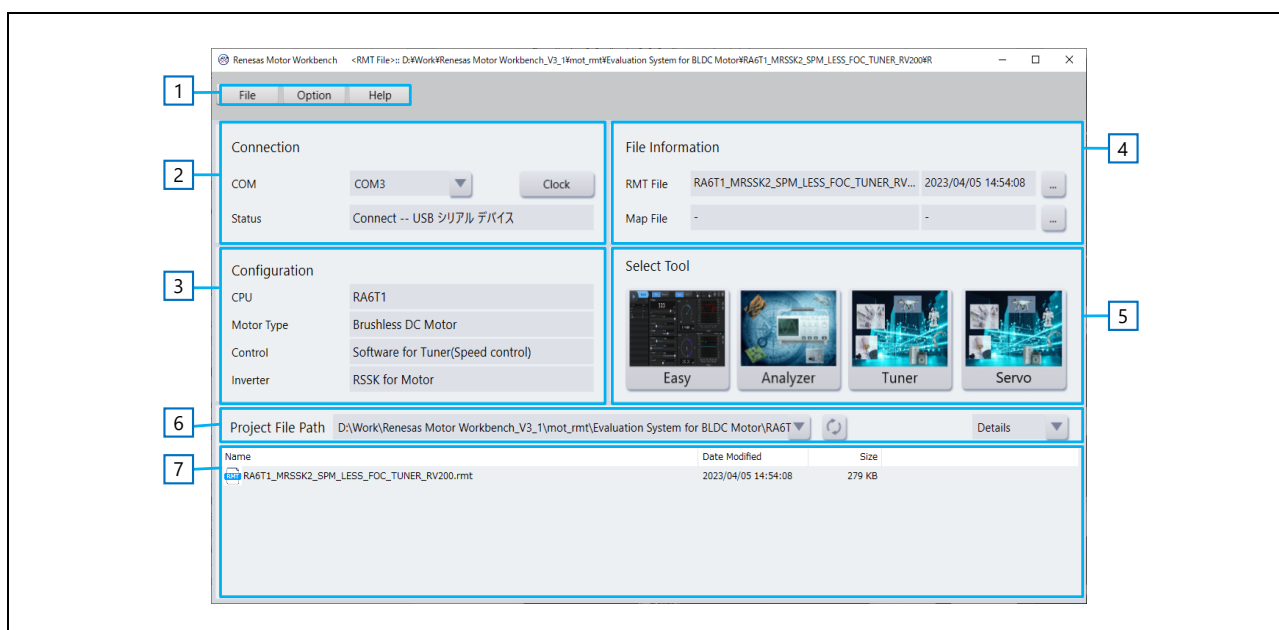 Renesas Motor Workbench <RMT File>:: D:¥Work¥Renesas Motor Workbench_V3_1¥mot_rmt¥Evaluation System for BLDC Motor¥RA6T1_MRSSK2_SPM_LESS_FOC_TUNER_RV200¥R
1
File Option Help
2
Connection
COM COM3 Clock
Status Connect -- USB シリアル デバイス
4
File Information
RMT File RA6T1_MRSSK2_SPM_LESS_FOC_TUNER_RV... 2023/04/05 14:54:08 ...
Map File - - ...
3
Configuration
CPU RA6T1
Motor Type Brushless DC Motor
Control Software for Tuner(Speed control)
Inverter RSSK for Motor
5
Select Tool
Easy Analyzer Tuner Servo
6
Project File Path D:\Work\Renesas Motor Workbench_V3_1\mot_rmt\Evaluation System for BLDC Motor\RA6T Details
7
Name Date Modified Size
RMT RA6T1_MRSSK2_SPM_LESS_FOC_TUNER_RV200.rmt 2023/04/05 14:54:08 279 KB